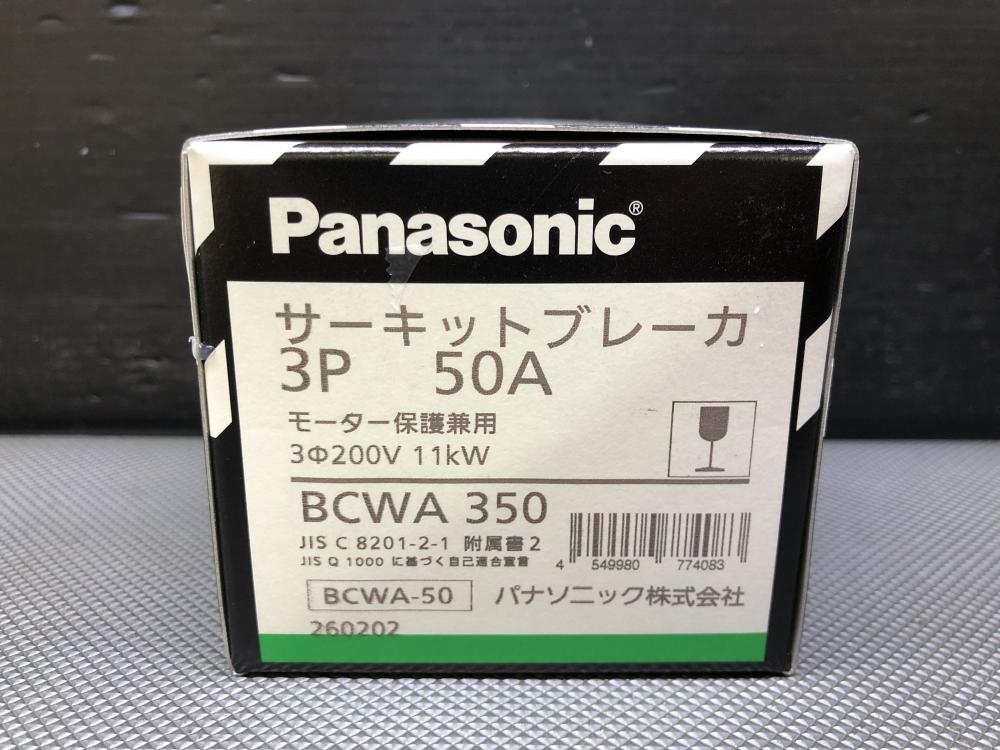 Panasonic®
サーキットブレーカ
3P 50A
モーター保護兼用
3Φ200V 11kW
BCWA 350
JIS C 8201-2-1 附属書2
JIS Q 1000 に基づく自己適合宣言
4 549980 774083
BCWA-50 パナソニック株式会社
260202